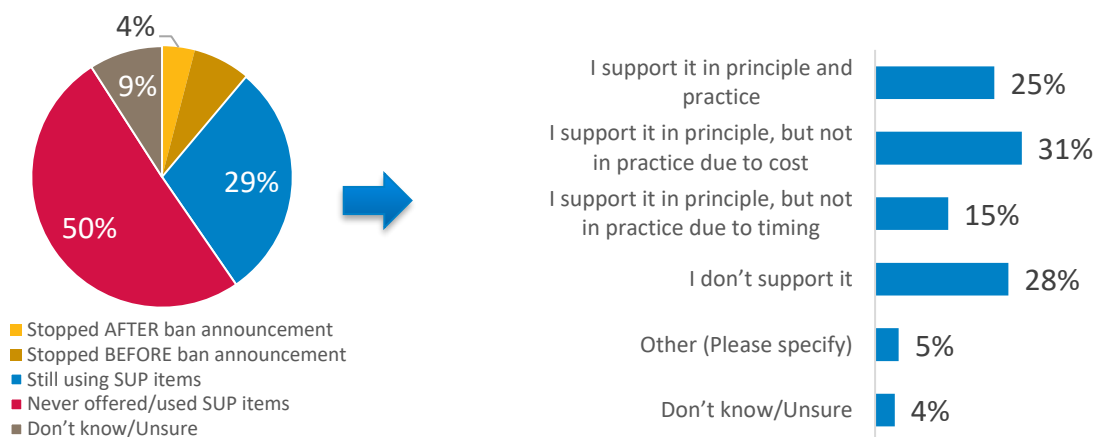 4%
9%
29%
50%
Stopped AFTER ban announcement
Stopped BEFORE ban announcement
Still using SUP items
Never offered/used SUP items
Don't know/Unsure
I support it in principle and
practice
25%
I support it in principle, but not
in practice due to cost
31%
I support it in principle, but not
in practice due to timing
15%
I don't support it
28%
Other (Please specify)
5%
Don't know/Unsure
4%